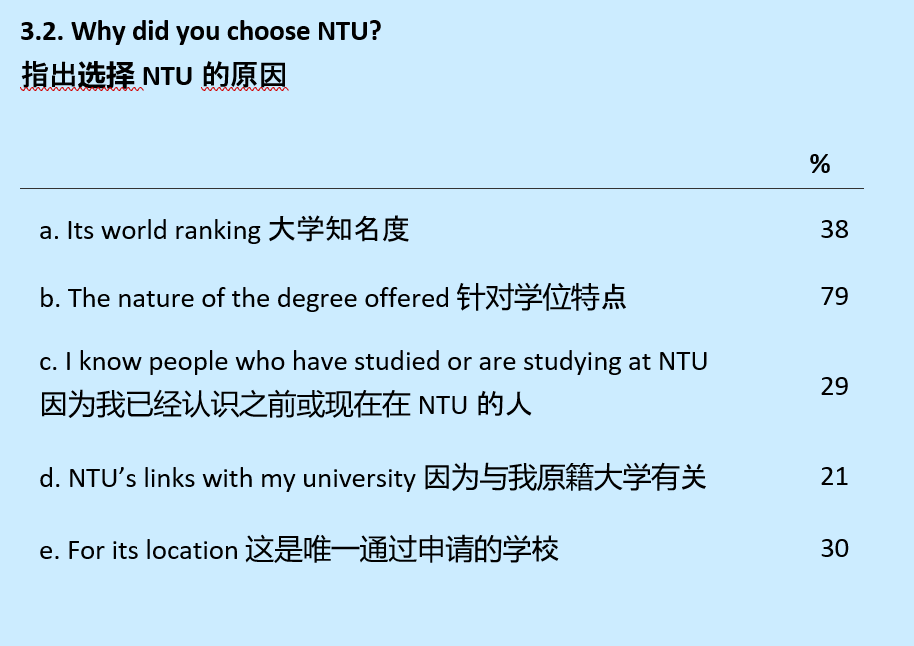 3.2. Why did you choose NTU?
指出选择 NTU 的原因
%
a. Its world ranking 大学知名度 38
b. The nature of the degree offered 针对学位特点 79
c. I know people who have studied or are studying at NTU
因为我已经认识之前或现在在 NTU 的人 29
d. NTU’s links with my university 因为与我原籍大学有关 21
e. For its location 这是唯一通过申请的学校 30